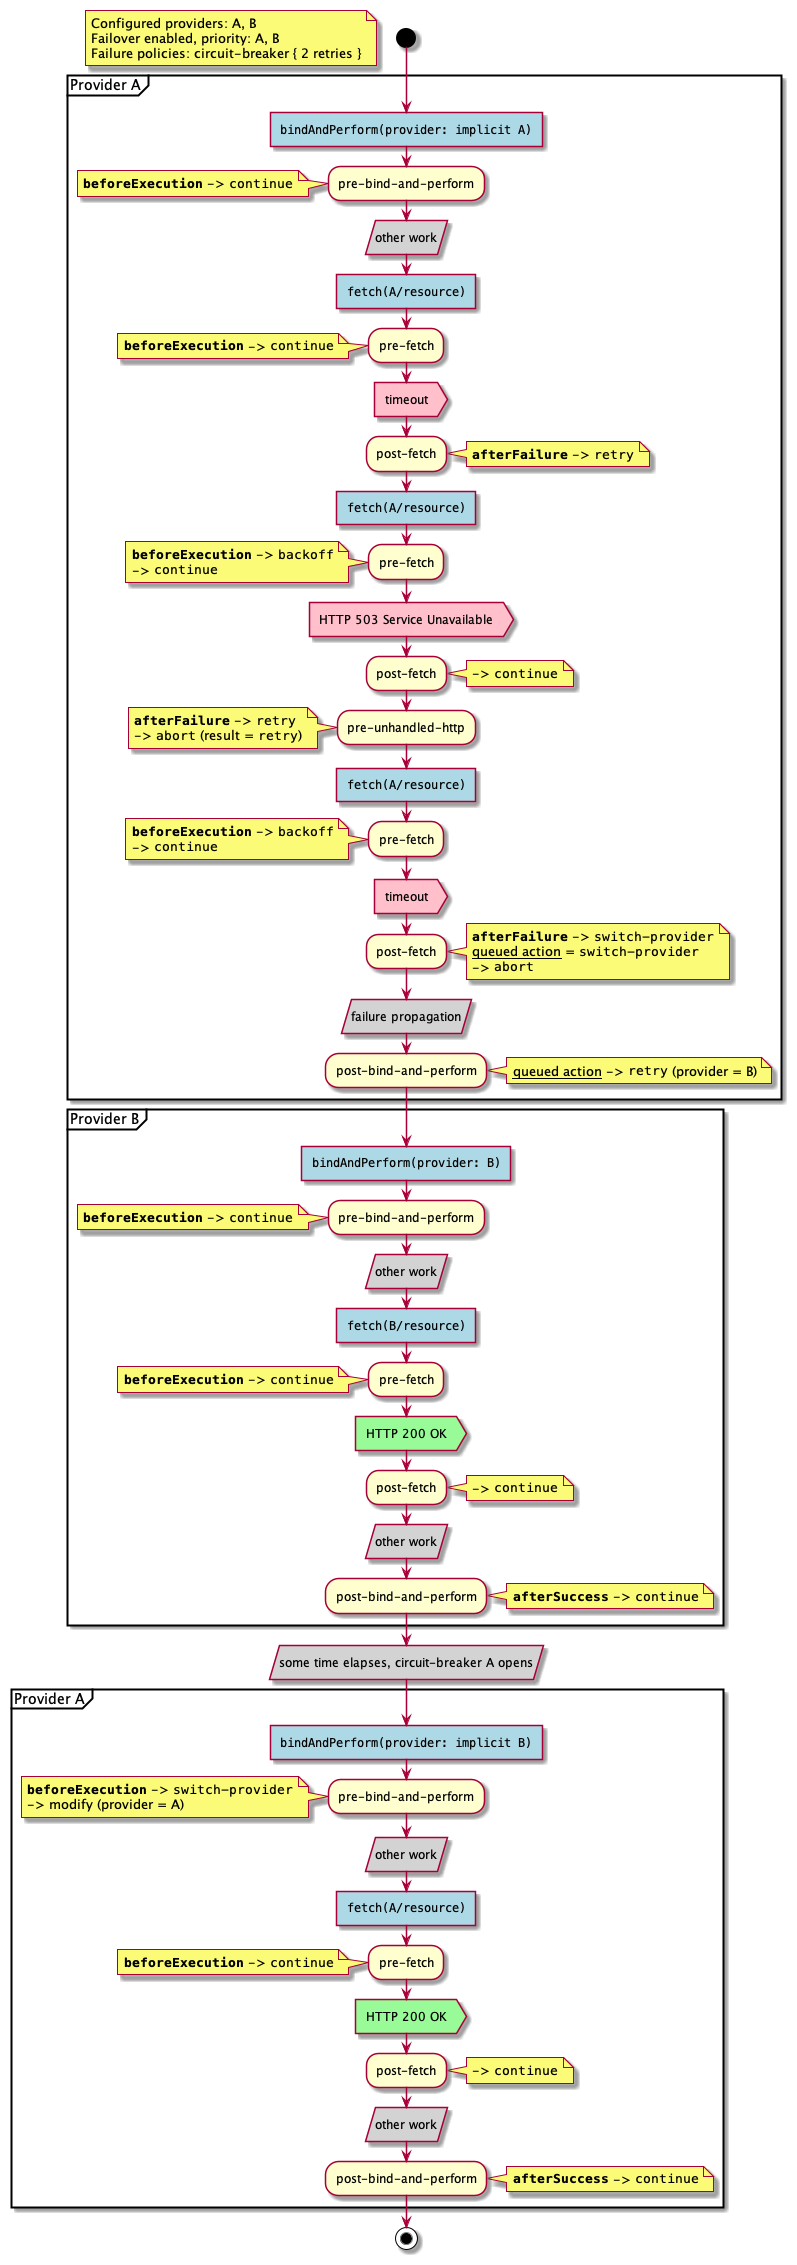 Configured providers: A, B
Failover enabled, priority: A, B
Failure policies: circuit-breaker { 2 retries }
Provider A
bindAndPerform(provider: implicit A)
beforeExecution -> continue
pre-bind-and-perform
other work
fetch(A/resource)
beforeExecution -> continue
pre-fetch
timeout
post-fetch
afterFailure -> retry
fetch(A/resource)
beforeExecution -> backoff
-> continue
pre-fetch
HTTP 503 Service Unavailable
post-fetch
-> continue
afterFailure -> retry
-> abort (result = retry)
pre-unhandled-http
fetch(A/resource)
beforeExecution -> backoff
-> continue
pre-fetch
timeout
post-fetch
afterFailure -> switch-provider
queued action = switch-provider
-> abort
failure propagation
post-bind-and-perform
queued action -> retry (provider = B)
Provider B
bindAndPerform(provider: B)
beforeExecution -> continue
pre-bind-and-perform
other work
fetch(B/resource)
beforeExecution -> continue
pre-fetch
HTTP 200 OK
post-fetch
-> continue
other work
post-bind-and-perform
afterSuccess -> continue
some time elapses, circuit-breaker A opens
Provider A
bindAndPerform(provider: implicit B)
beforeExecution -> switch-provider
-> modify (provider = A)
pre-bind-and-perform
other work
fetch(A/resource)
beforeExecution -> continue
pre-fetch
HTTP 200 OK
post-fetch
-> continue
other work
post-bind-and-perform
afterSuccess -> continue